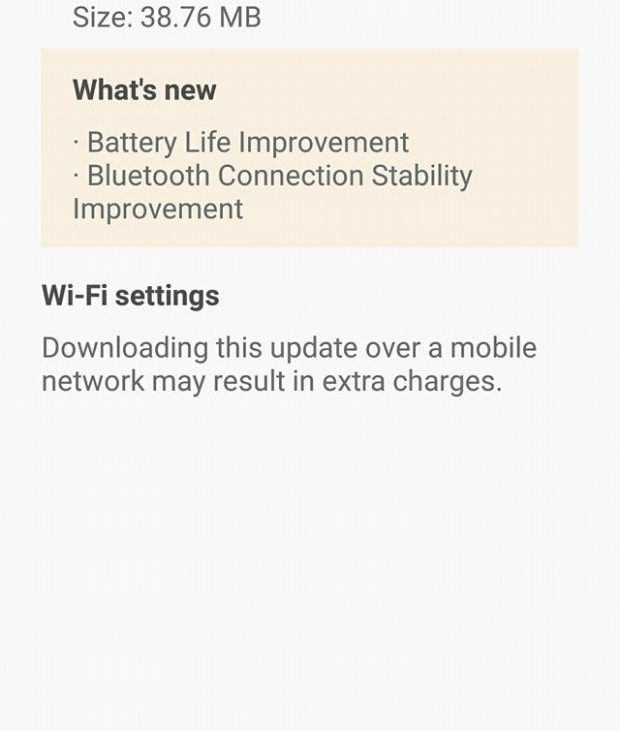 Size: 38.76 MB
What's new
· Battery Life Improvement
· Bluetooth Connection Stability
Improvement
Wi-Fi settings
Downloading this update over a mobile
network may result in extra charges.